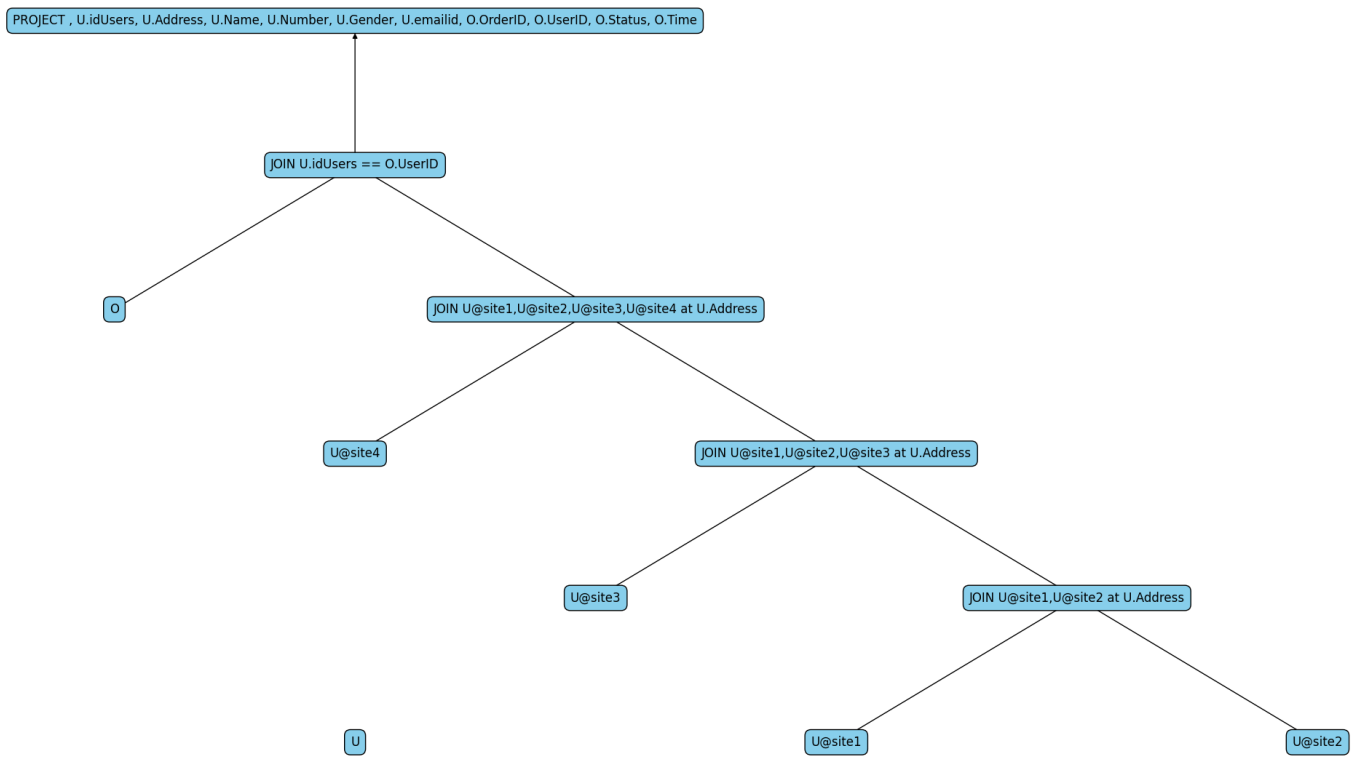 PROJECT , U.idUsers, U.Address, U.Name, U.Number, U.Gender, U.emailid, O.OrderID, O.UserID, O.Status, O.Time
JOIN U.idUsers == O.UserID
O
JOIN U@site1,U@site2,U@site3,U@site4 at U.Address
U@site4
JOIN U@site1,U@site2,U@site3 at U.Address
U@site3
JOIN U@site1,U@site2 at U.Address
U
U@site1
U@site2